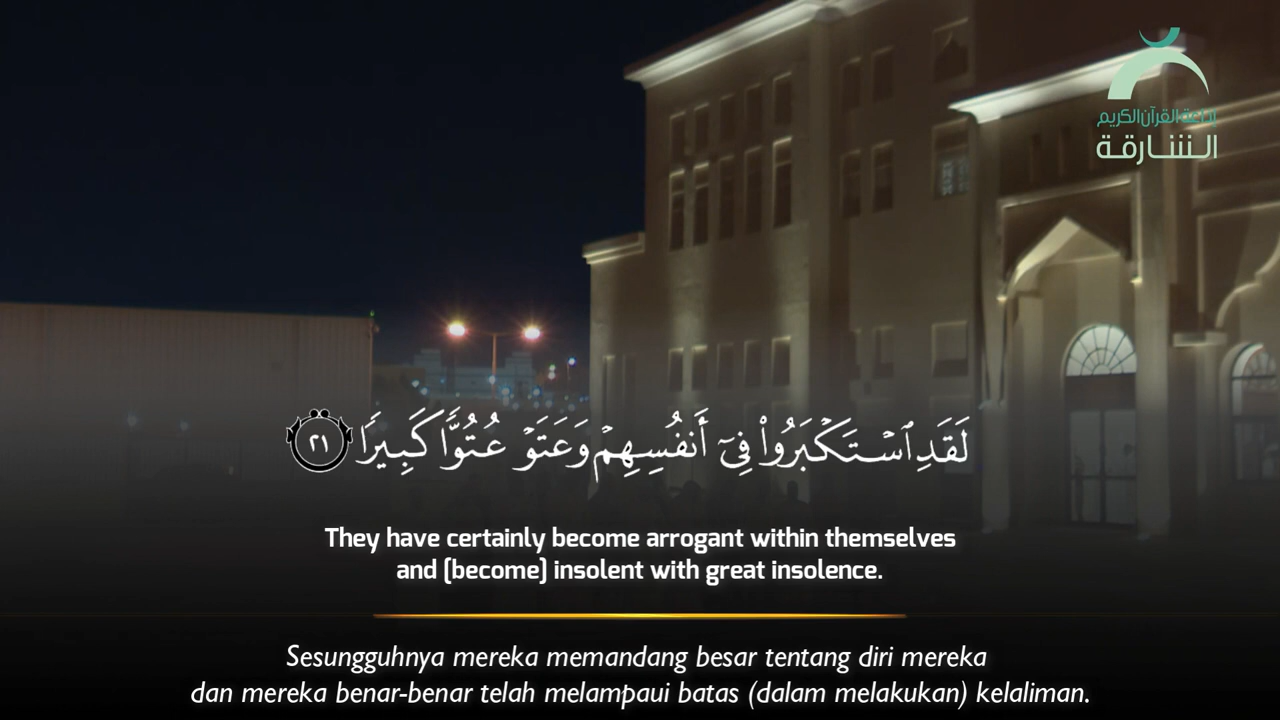 إذاعة القرآن الكريم
الشارقة
لَقَدِ ٱسْتَكْبَرُوا۟ فِىٓ أَنفُسِهِمْ وَعَتَوْ عُتُوًّا كَبِيرًا ٢١
They have certainly become arrogant within themselves
and [become] insolent with great insolence.
Sesungguhnya mereka memandang besar tentang diri mereka
dan mereka benar-benar telah melampaui batas (dalam melakukan) kelaliman.